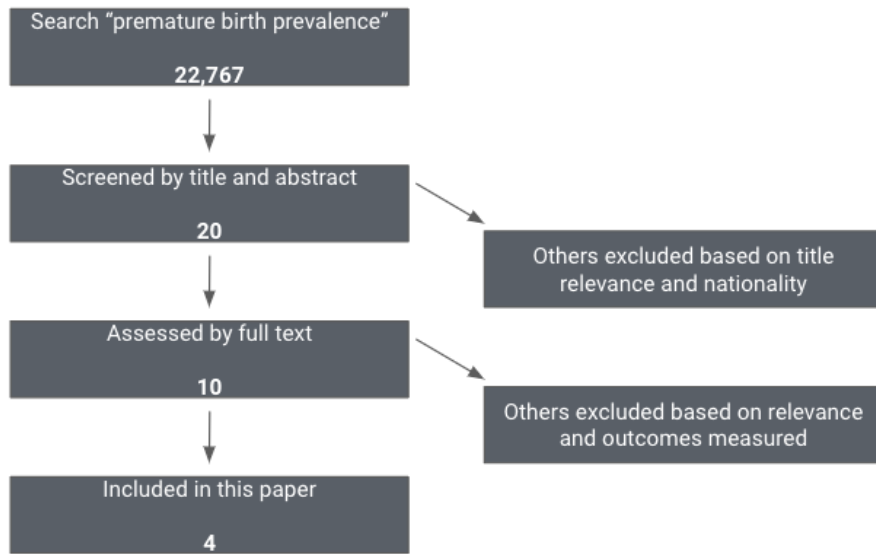 Search “premature birth prevalence”
22,767
Screened by title and abstract
20
Others excluded based on title
relevance and nationality
Assessed by full text
10
Others excluded based on relevance
and outcomes measured
Included in this paper
4